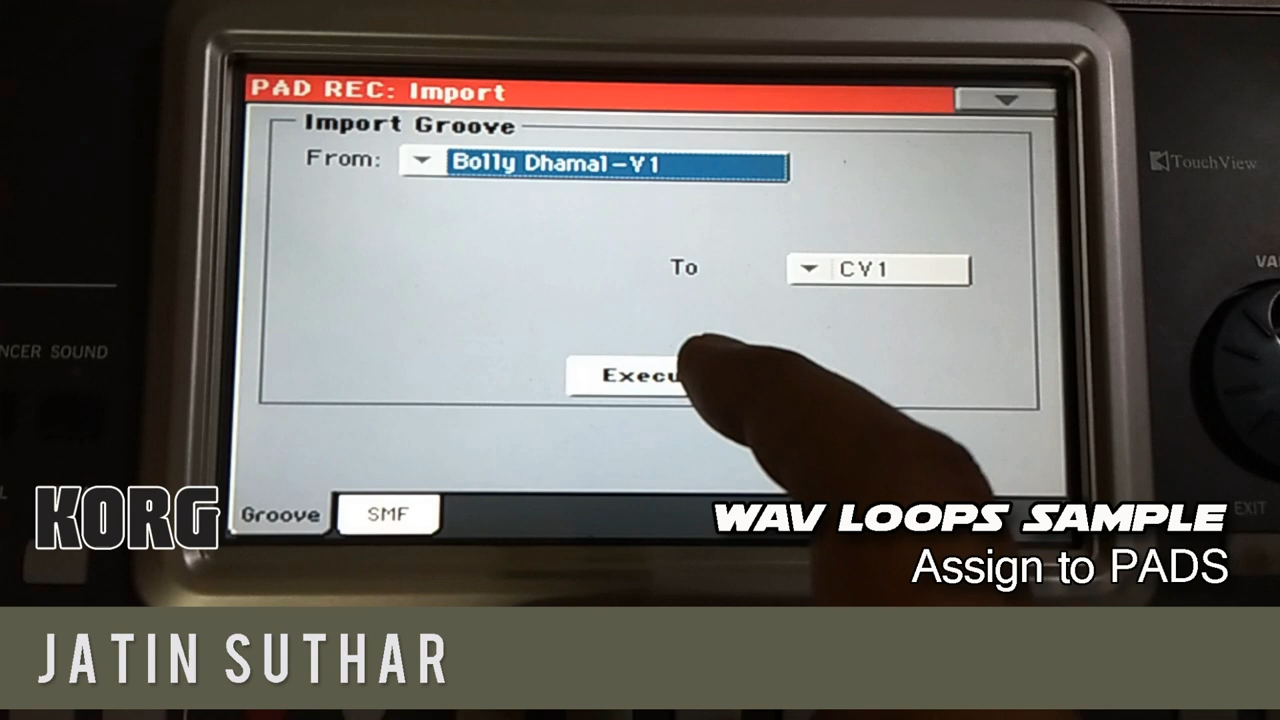 PAD REC: Import
Import Groove
From: Bolly Dhamal-V1
TouchView
To CV1
NCER SOUND
Execu
KORG
Groove SMF
WAV LOOPS SAMPLE
EXIT
Assign to PADS
JATIN SUTHAR